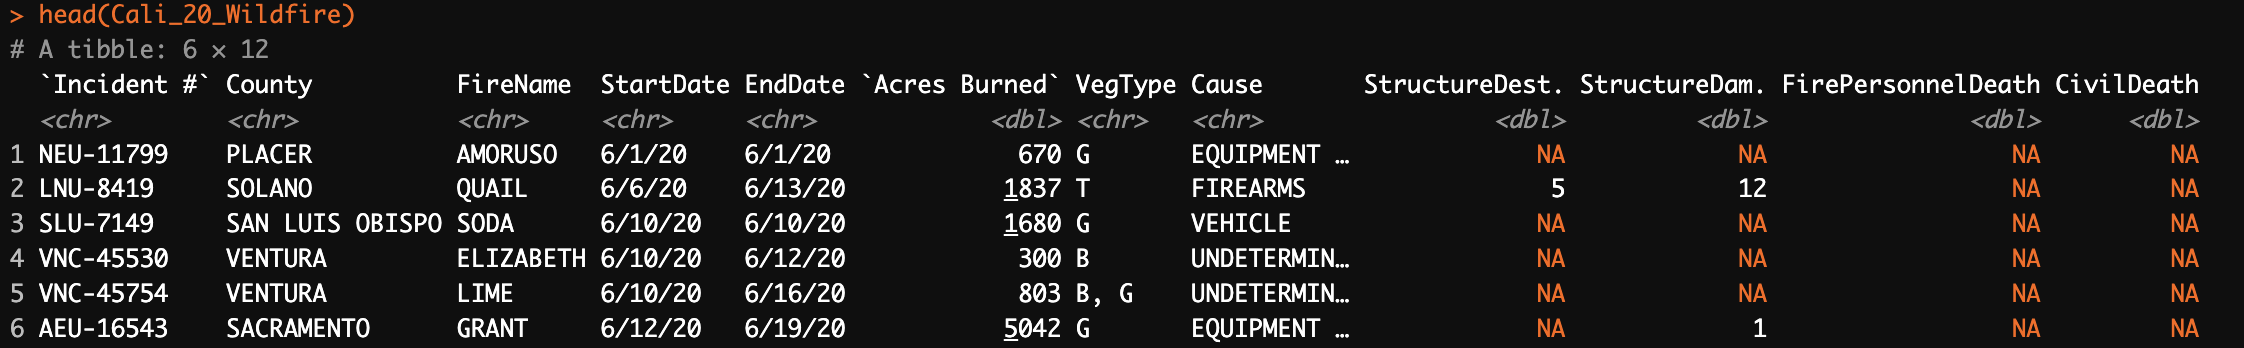 > head(Cali_20_Wildfire)
# A tibble: 6 × 12
  `Incident #` County          FireName  StartDate EndDate `Acres Burned` VegType Cause       StructureDest. StructureDam. FirePersonnelDeath CivilDeath
  <chr>        <chr>           <chr>     <chr>     <chr>            <dbl> <chr>   <chr>                <dbl>         <dbl>              <dbl>      <dbl>
1 NEU-11799    PLACER          AMORUSO   6/1/20    6/1/20             670 G       EQUIPMENT …             NA            NA                 NA         NA
2 LNU-8419     SOLANO          QUAIL     6/6/20    6/13/20           1837 T       FIREARMS                 5            12                 NA         NA
3 SLU-7149     SAN LUIS OBISPO SODA      6/10/20   6/10/20           1680 G       VEHICLE                 NA            NA                 NA         NA
4 VNC-45530    VENTURA         ELIZABETH 6/10/20   6/12/20            300 B       UNDETERMIN…             NA            NA                 NA         NA
5 VNC-45754    VENTURA         LIME      6/10/20   6/16/20            803 B, G    UNDETERMIN…             NA            NA                 NA         NA
6 AEU-16543    SACRAMENTO      GRANT     6/12/20   6/19/20           5042 G       EQUIPMENT …             NA             1                 NA         NA